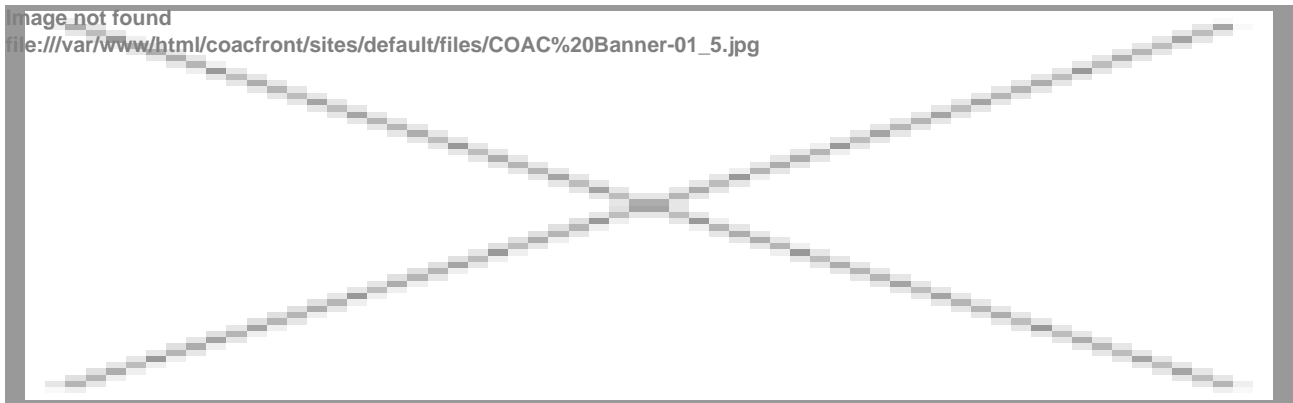 Image not found
file:///var/www/html/coacfront/sites/default/files/COAC%20Banner-01_5.jpg